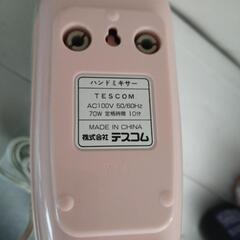 ハンドミキサー
TESCOM
AC100V 50/60Hz
70W 定格時間 10分
MADE IN CHINA
株式会社 テスコム